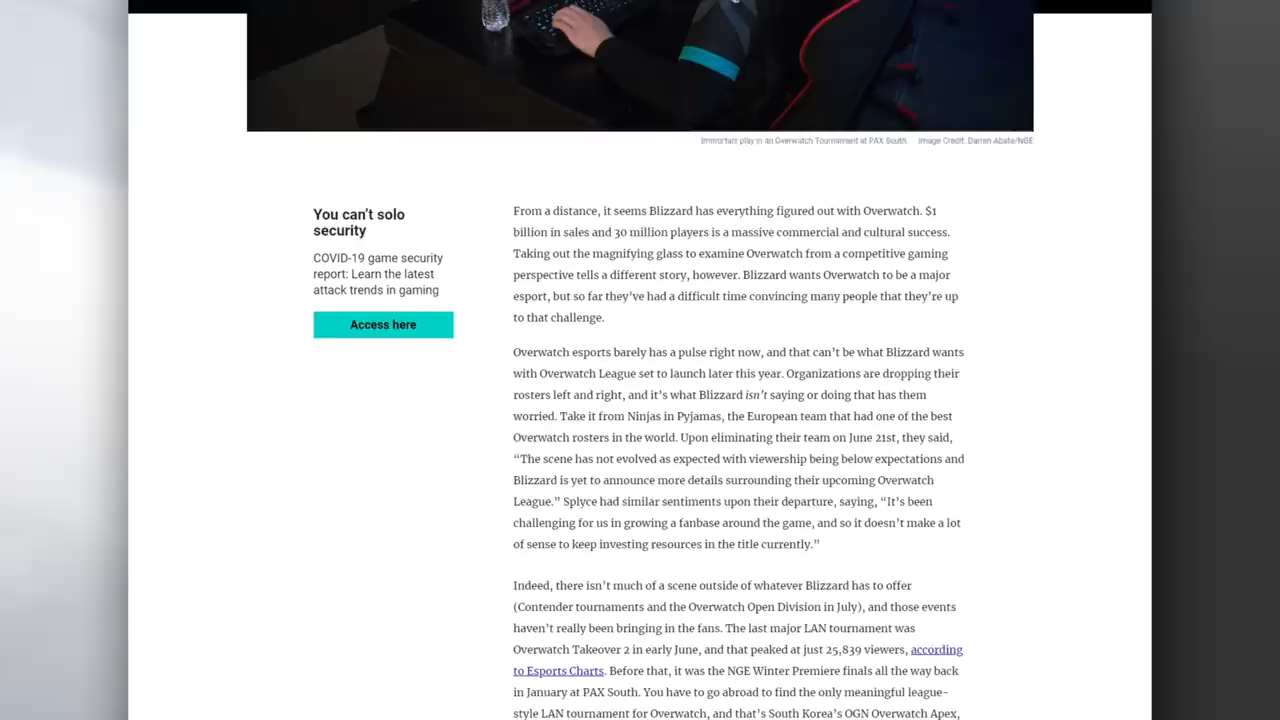 Immortals play in an Overwatch Tournament at PAX South. Image Credit: Darren Abate/NGE
You can’t solo
security
COVID-19 game security
report: Learn the latest
attack trends in gaming
Access here
From a distance, it seems Blizzard has everything figured out with Overwatch. $1
billion in sales and 30 million players is a massive commercial and cultural success.
Taking out the magnifying glass to examine Overwatch from a competitive gaming
perspective tells a different story, however. Blizzard wants Overwatch to be a major
esport, but so far they’ve had a difficult time convincing many people that they’re up
to that challenge.
Overwatch esports barely has a pulse right now, and that can’t be what Blizzard wants
with Overwatch League set to launch later this year. Organizations are dropping their
rosters left and right, and it’s what Blizzard isn’t saying or doing that has them
worried. Take it from Ninjas in Pyjamas, the European team that had one of the best
Overwatch rosters in the world. Upon eliminating their team on June 21st, they said,
“The scene has not evolved as expected with viewership being below expectations and
Blizzard is yet to announce more details surrounding their upcoming Overwatch
League.” Splyce had similar sentiments upon their departure, saying, “It’s been
challenging for us in growing a fanbase around the game, and so it doesn’t make a lot
of sense to keep investing resources in the title currently.”
Indeed, there isn’t much of a scene outside of whatever Blizzard has to offer
(Contender tournaments and the Overwatch Open Division in July), and those events
haven’t really been bringing in the fans. The last major LAN tournament was
Overwatch Takeover 2 in early June, and that peaked at just 25,839 viewers, according
to Esports Charts. Before that, it was the NGE Winter Premiere finals all the way back
in January at PAX South. You have to go abroad to find the only meaningful league-
style LAN tournament for Overwatch, and that’s South Korea’s OGN Overwatch Apex,